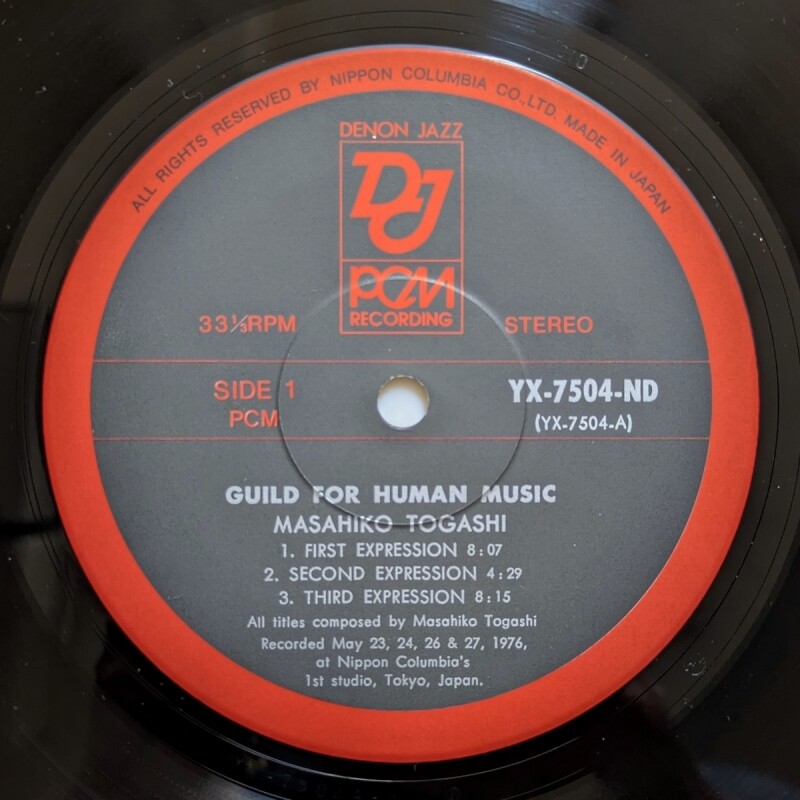 ALL RIGHTS RESERVED BY NIPPON COLUMBIA CO., LTD. MADE IN JAPAN
DENON JAZZ
DJ
PCM
RECORDING
33⅓RPM
STEREO
SIDE 1
PCM
YX-7504-ND
(YX-7504-A)
GUILD FOR HUMAN MUSIC
MASAHIKO TOGASHI
1. FIRST EXPRESSION 8:07
2. SECOND EXPRESSION 4:29
3. THIRD EXPRESSION 8:15
All titles composed by Masahiko Togashi
Recorded May 23, 24, 26 & 27, 1976,
at Nippon Columbia's
1st studio, Tokyo, Japan.